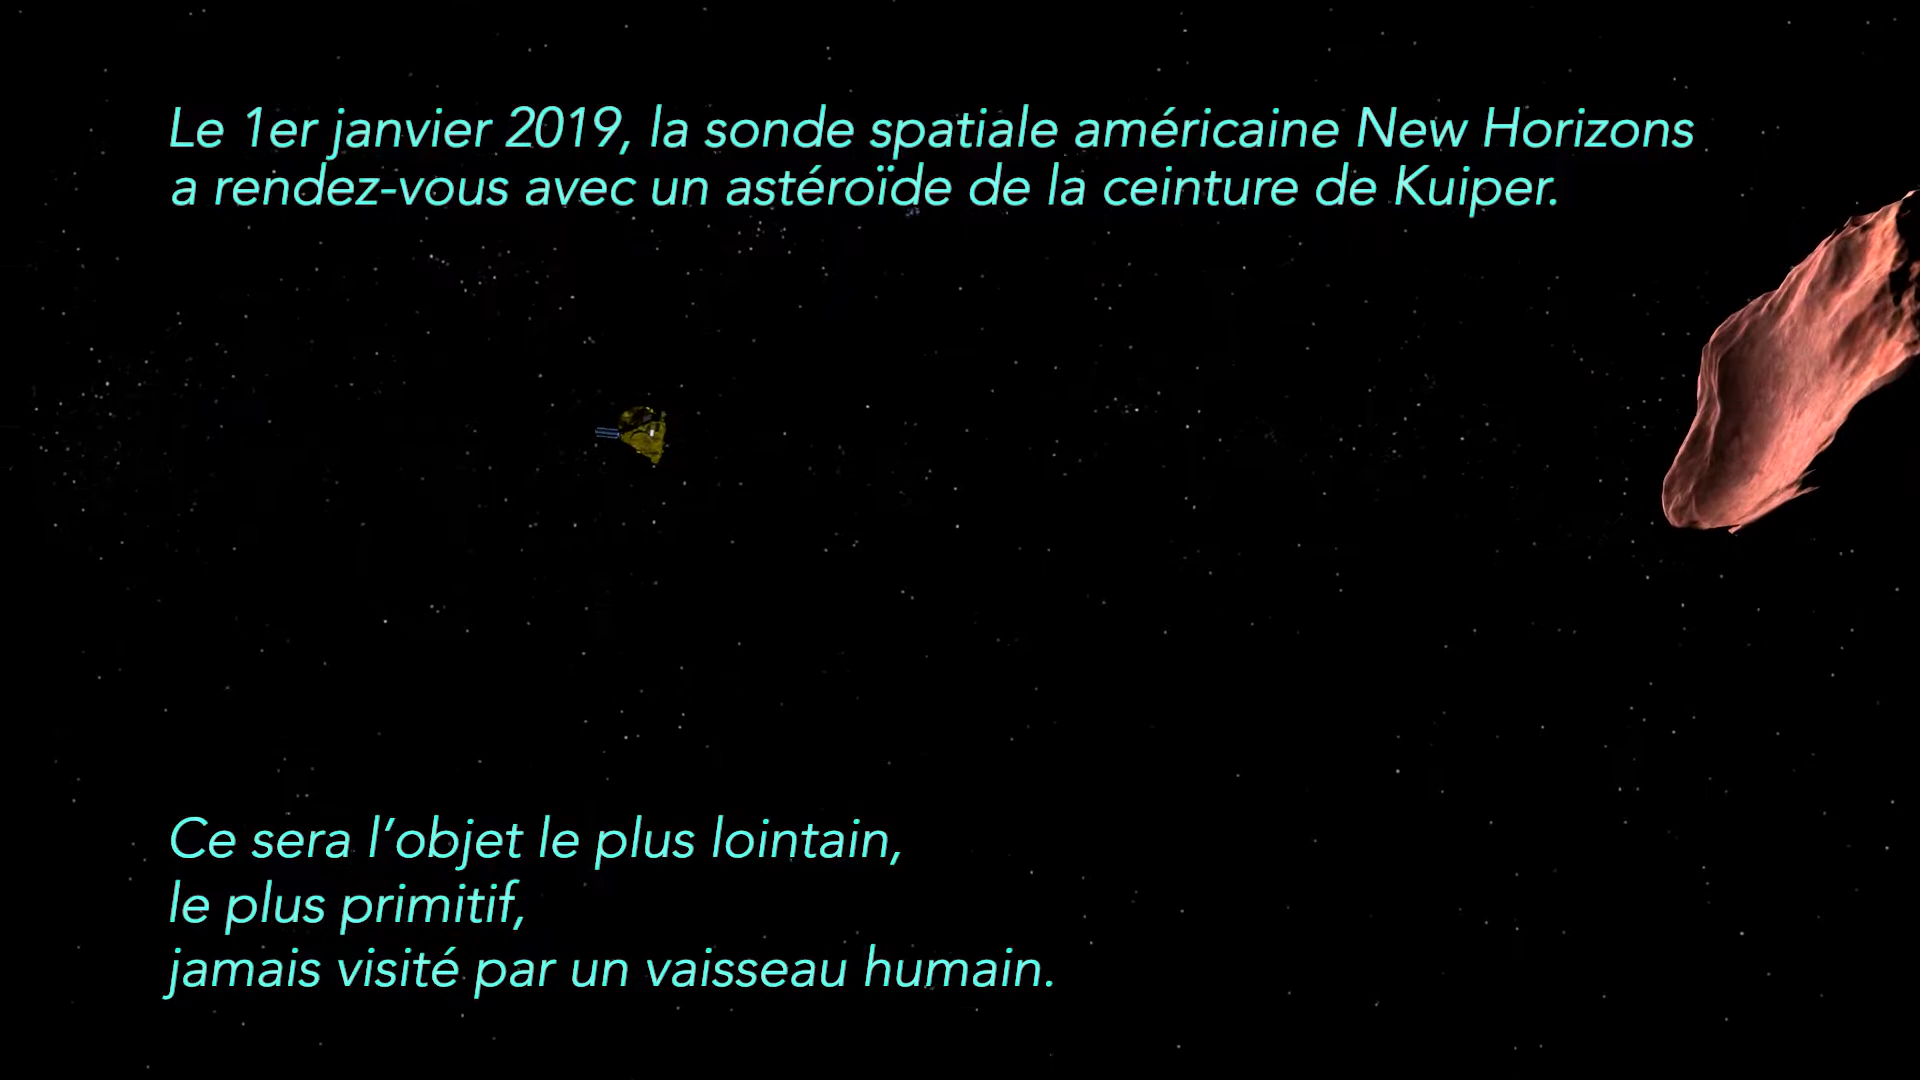 Le 1er janvier 2019, la sonde spatiale américaine New Horizons
a rendez-vous avec un astéroïde de la ceinture de Kuiper.
Ce sera l’objet le plus lointain,
le plus primitif,
jamais visité par un vaisseau humain.